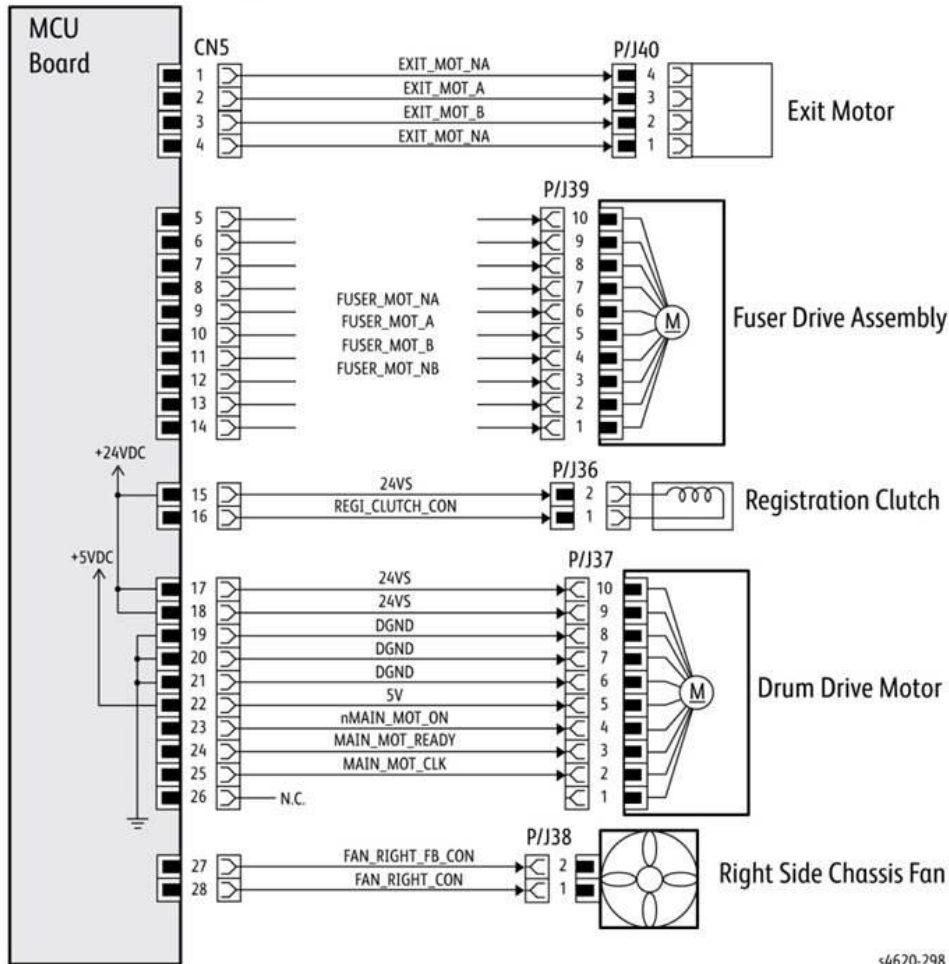 MCU
Board
CN5
P/J40
1 EXIT_MOT_NA 4
2 EXIT_MOT_A 3
3 EXIT_MOT_B 2
4 EXIT_MOT_NA 1
Exit Motor
P/J39
5 10
6 9
7 8
8 7
9 FUSER_MOT_NA 6
10 FUSER_MOT_A 5
11 FUSER_MOT_B 4
12 FUSER_MOT_NB 3
13 2
14 1
M
Fuser Drive Assembly
+24VDC
P/J36
15 24VS 2
16 REGI_CLUTCH_CON 1
Registration Clutch
+5VDC
P/J37
17 24VS 10
18 24VS 9
19 DGND 8
20 DGND 7
21 DGND 6
22 5V 5
23 nMAIN_MOT_ON 4
24 MAIN_MOT_READY 3
25 MAIN_MOT_CLK 2
26 N.C. 1
M
Drum Drive Motor
P/J38
27 FAN_RIGHT_FB_CON 2
28 FAN_RIGHT_CON 1
Right Side Chassis Fan
s4620-298